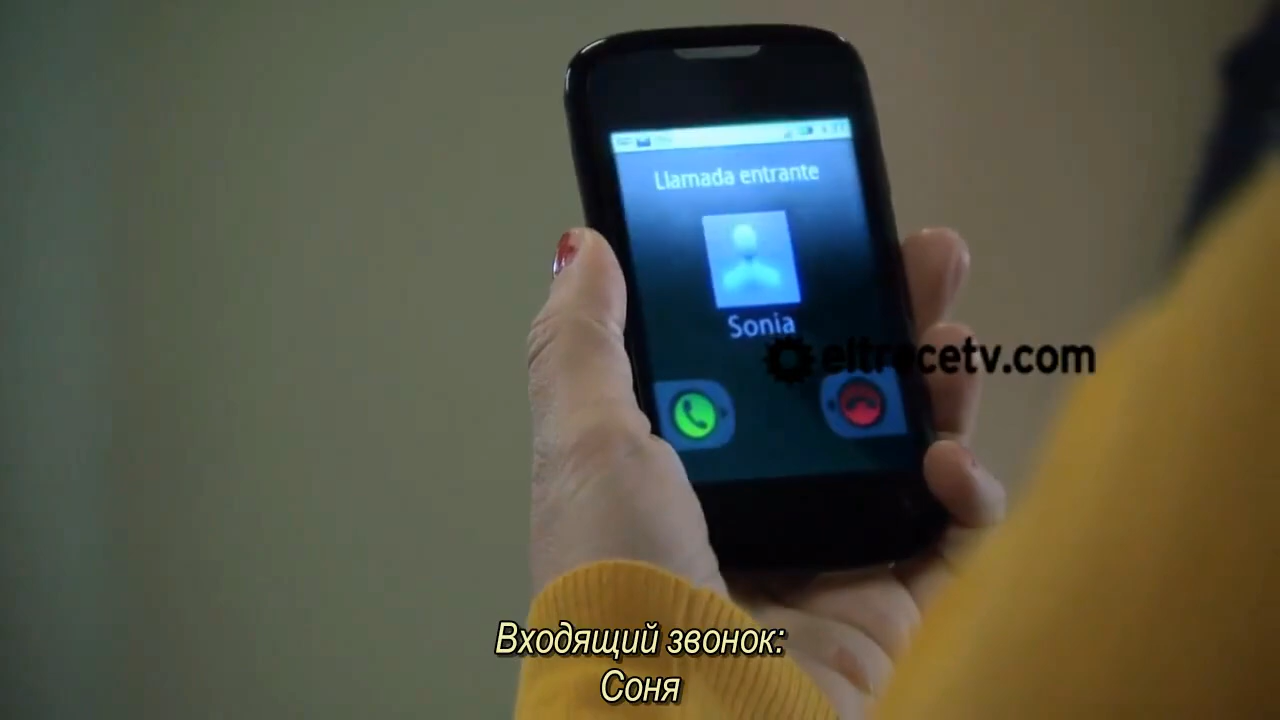 Llamada entrante
Sonia
eltrecetv.com
Входящий звонок:
Соня